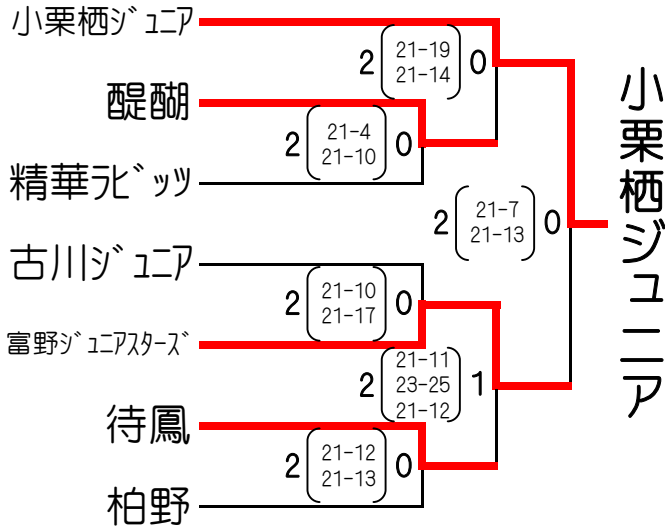 小栗栖ジュニア
2 21-19 0
21-14
醍醐
2 21-4 0
21-10
精華ラビッツ
2 21-7 0
21-13
古川ジュニア
2 21-10 0
21-17
富野ジュニアスターズ
2 21-11 1
23-25
21-12
待鳳
2 21-12 0
21-13
柏野
小栗栖ジュニア